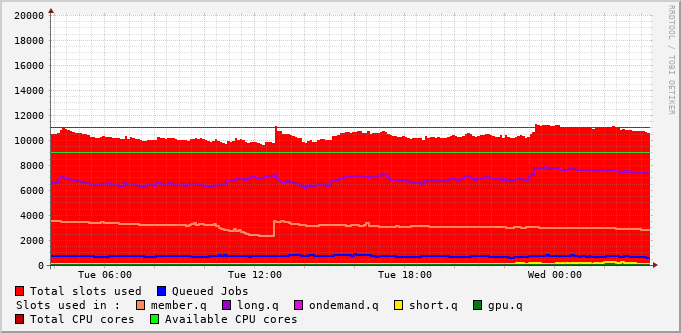 20000
18000
16000
14000
12000
10000
8000
6000
4000
2000
0
Tue 06:00 Tue 12:00 Tue 18:00 Wed 00:00
RRDTOOL / TOBI OETIKER
Total slots used Queued Jobs
Slots used in : member.q long.q ondemand.q short.q gpu.q
Total CPU cores Available CPU cores